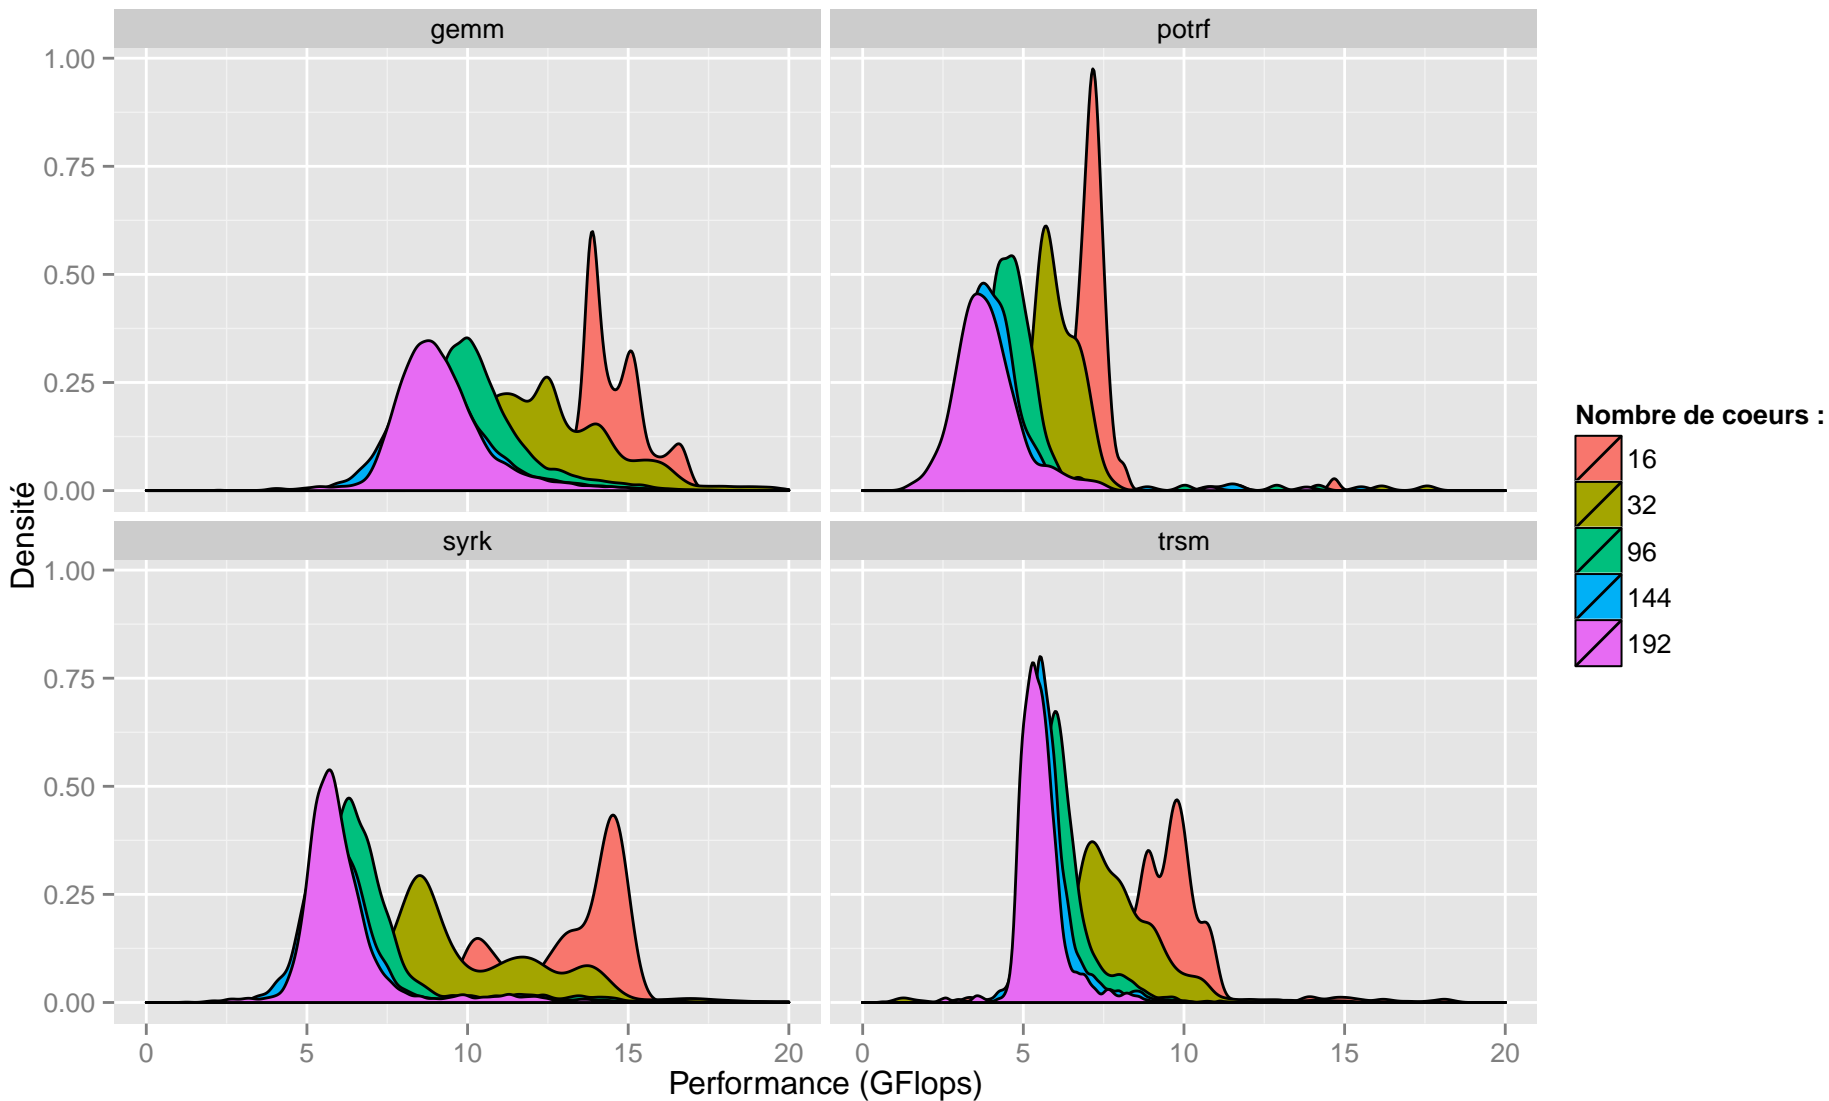 gemm
potrf
1.00
0.75
0.50
0.25
0.00
syrk
trsm
1.00
0.75
0.50
0.25
0.00
0 5 10 15 20
0 5 10 15 20
Densité
Performance (GFlops)
Nombre de coeurs :
16
32
96
144
192